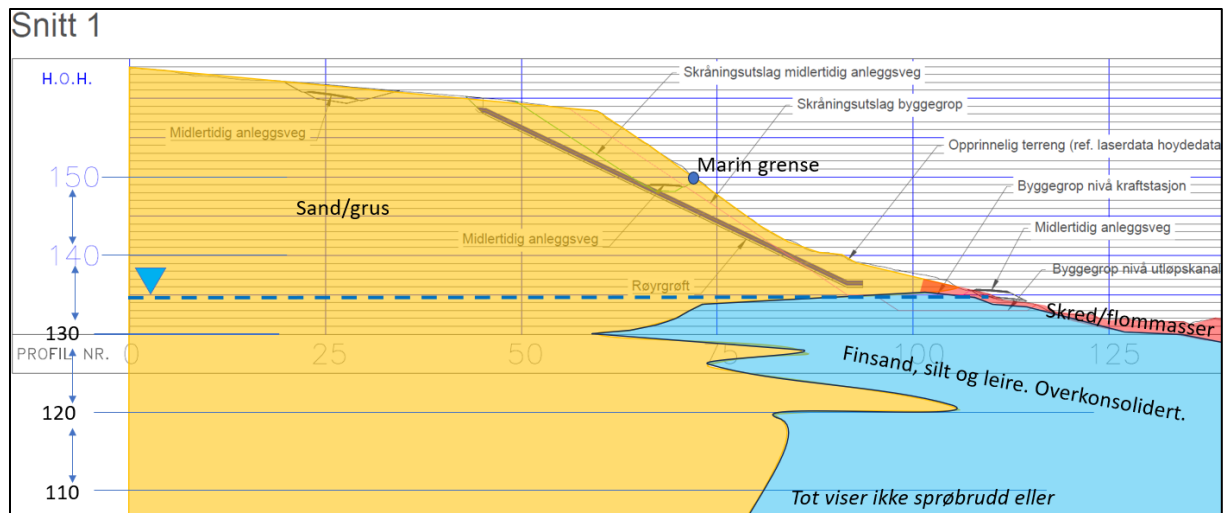 Snitt 1
H.O.H.
Skråningsutslag midlertidig anleggsveg
Skråningsutslag byggegrop
Midlertidig anleggsveg
Opprinnelig terreng (ref. laserdata hoydedata
Marin grense
150
Byggegrop nivå kraftstasjon
Sand/grus
Midlertidig anleggsveg
Midlertidig anleggsveg
140
Byggegrop nivå utløpskanal
Røyrgrøft
Skred/flommasser
130
PROFIL NR. 0 25 50 75 100 125
Finsand, silt og leire. Overkonsolidert.
120
110
Tot viser ikke sprøbrudd eller